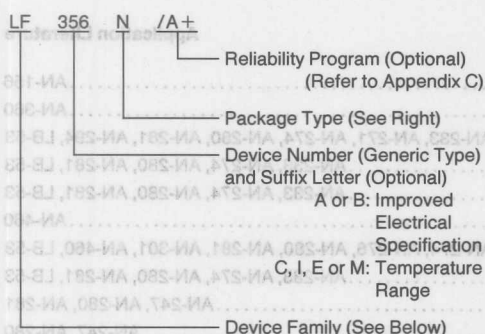 LF 356 N /A+
Reliability Program (Optional)
(Refer to Appendix C)
Package Type (See Right)
Device Number (Generic Type)
and Suffix Letter (Optional)
A or B: Improved
Electrical
Specification
C, I, E or M: Temperature
Range
Device Family (See Below)